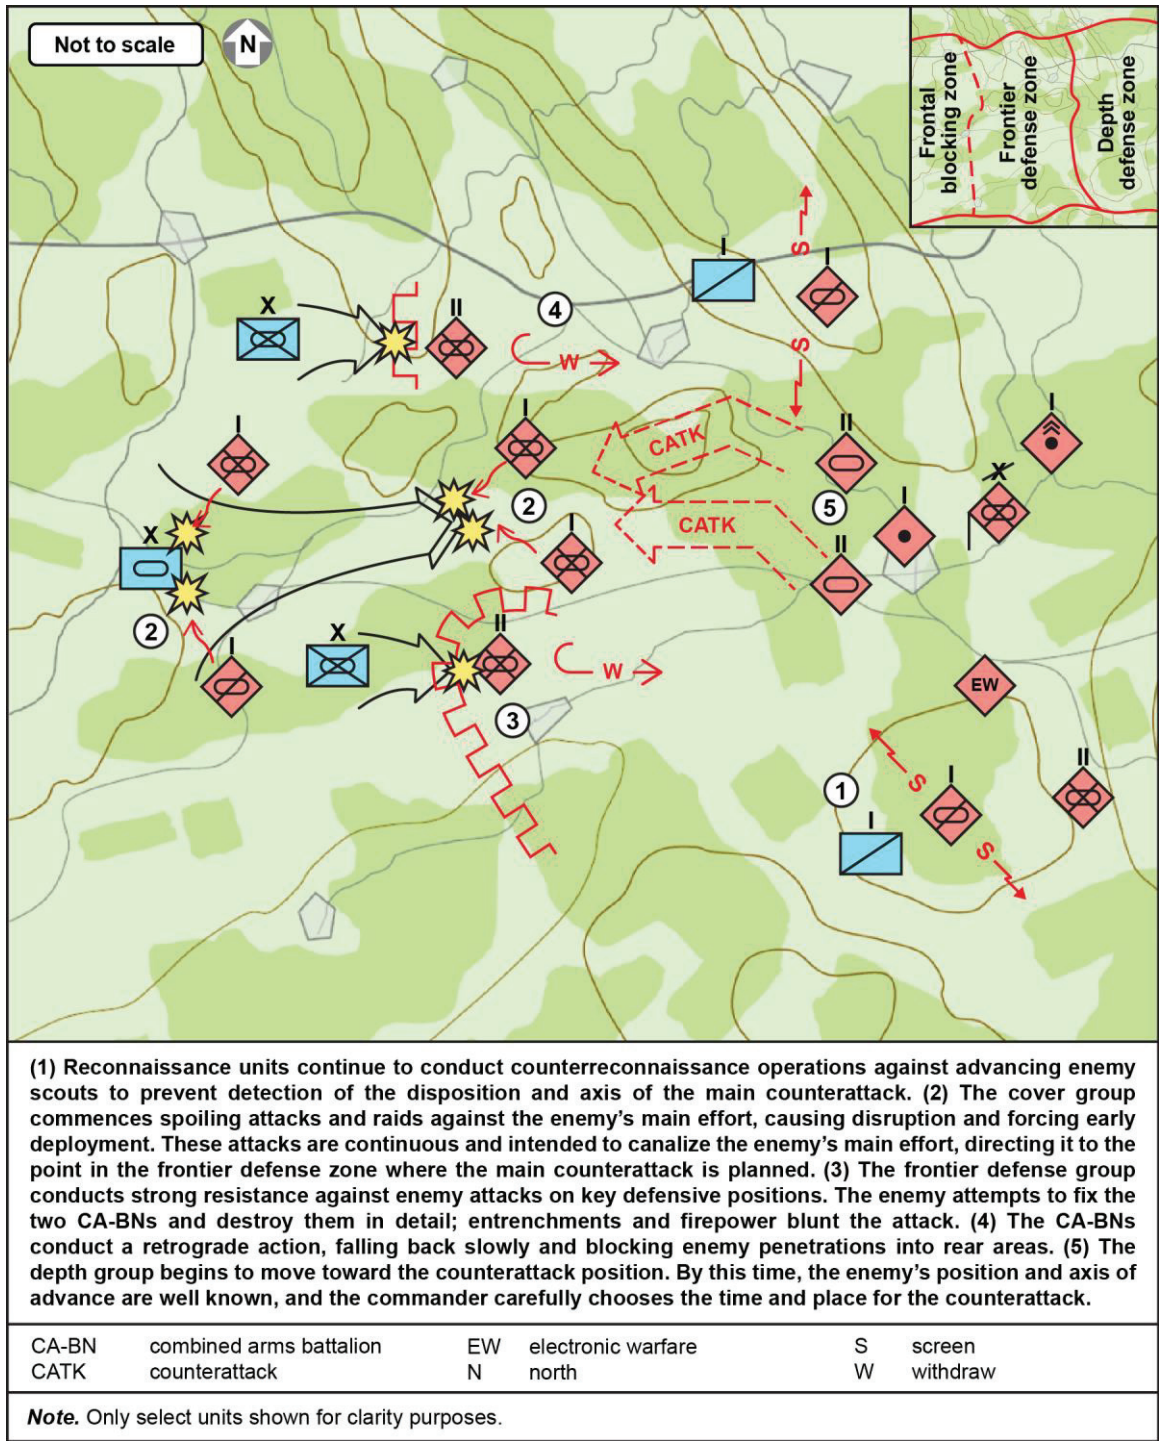 Not to scale
N
Frontal
blocking zone
Frontier
defense zone
Depth
defense zone
S
I
I
X
II
4
W
S
I
I
II
I
CATK
X
2
5
I
CATK
X
I
II
2
I
X
II
W
3
EW
I
S
I
II
1
I
S
(1) Reconnaissance units continue to conduct counterreconnaissance operations against advancing enemy
scouts to prevent detection of the disposition and axis of the main counterattack. (2) The cover group
commences spoiling attacks and raids against the enemy's main effort, causing disruption and forcing early
deployment. These attacks are continuous and intended to canalize the enemy's main effort, directing it to the
point in the frontier defense zone where the main counterattack is planned. (3) The frontier defense group
conducts strong resistance against enemy attacks on key defensive positions. The enemy attempts to fix the
two CA-BNs and destroy them in detail; entrenchments and firepower blunt the attack. (4) The CA-BNs
conduct a retrograde action, falling back slowly and blocking enemy penetrations into rear areas. (5) The
depth group begins to move toward the counterattack position. By this time, the enemy's position and axis of
advance are well known, and the commander carefully chooses the time and place for the counterattack.
CA-BN combined arms battalion EW electronic warfare S screen
CATK counterattack N north W withdraw
Note. Only select units shown for clarity purposes.